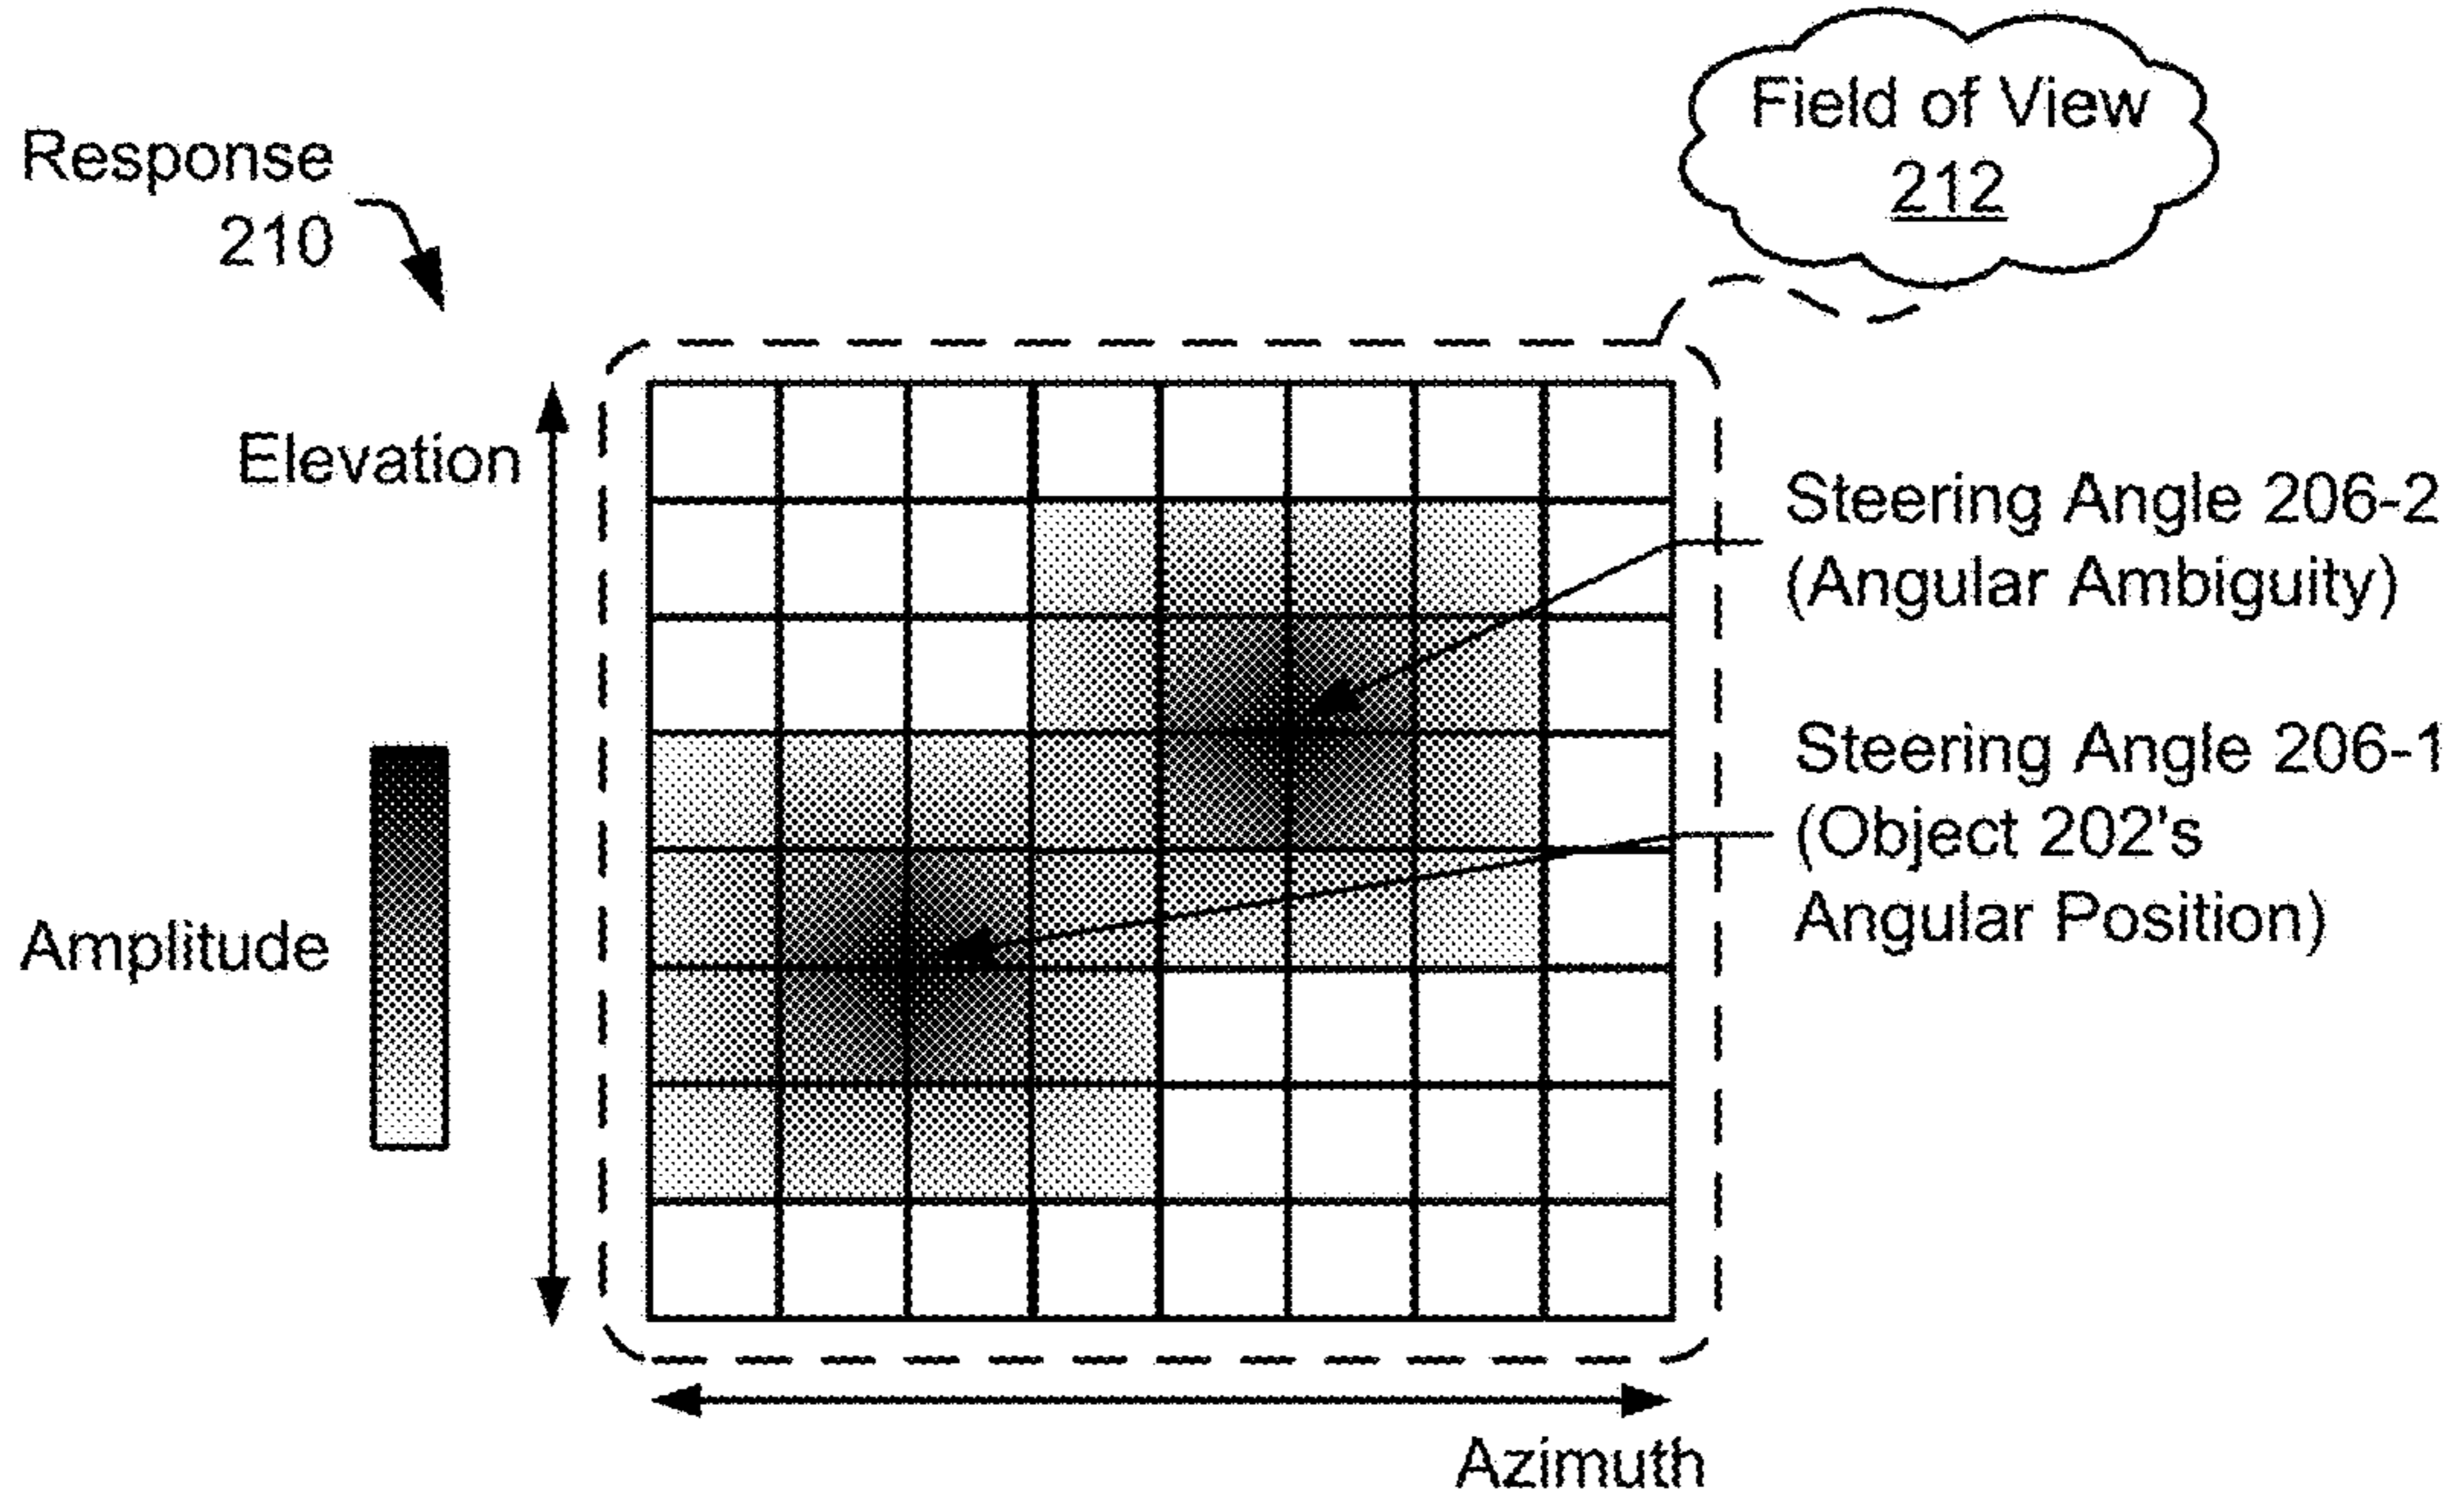 Field of View
212
Response
210
Elevation
Steering Angle 206-2
(Angular Ambiguity)
Steering Angle 206-1
(Object 202's
Angular Position)
Amplitude
Azimuth